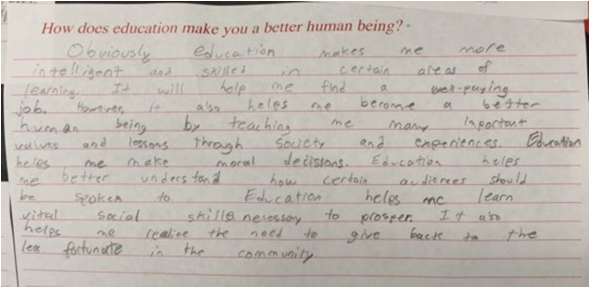 How does education make you a better human being?
Obviously education makes me more
intelligent and skilled in certain areas of
learning. It will help me find a well-paying
job. However, it also helps me become a better
human being by teaching me many important
values and lessons through society and experiences. Education
helps me make moral decisions. Education helps
me better understand how certain audiences should
be spoken to. Education helps me learn
vital social skills necessary to prosper. It also
helps me realize the need to give back to the
less fortunate in the community.